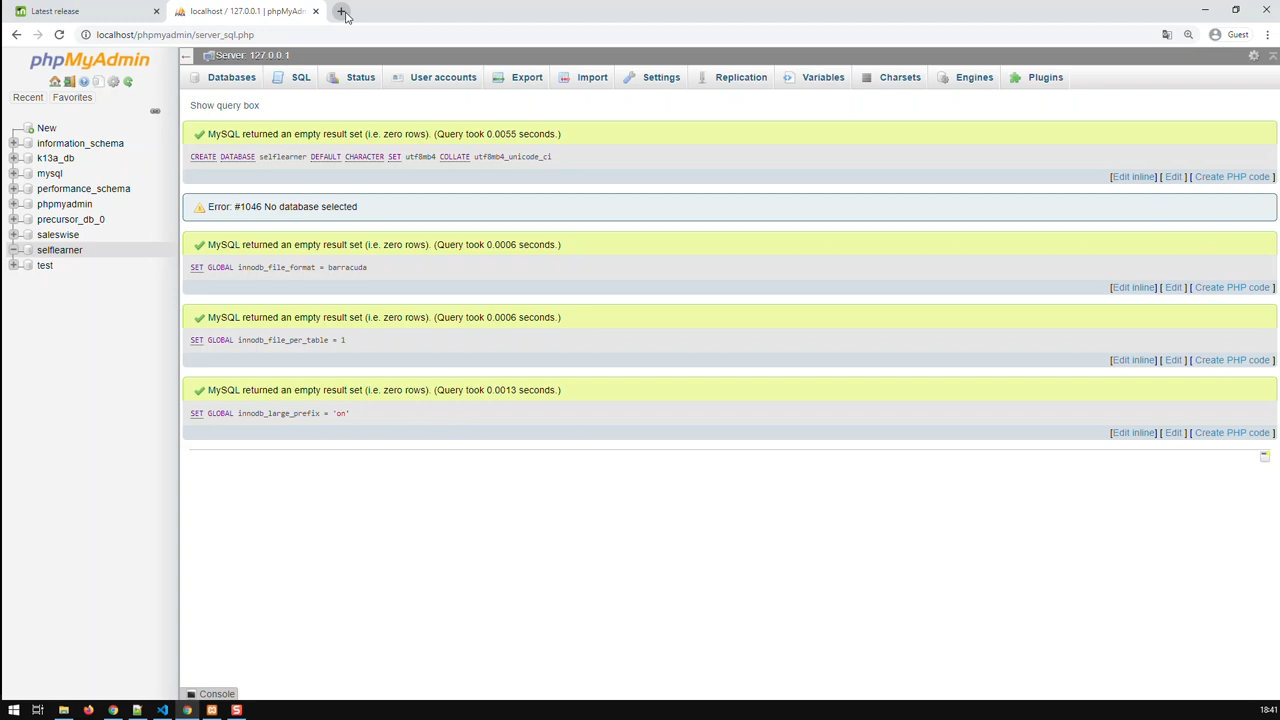 Latest release
localhost / 127.0.0.1 | phpMyAdm
localhost/phpmyadmin/server_sql.php
Guest
phpMyAdmin
Server: 127.0.0.1
Recent
Favorites
Databases
SQL
Status
User accounts
Export
Import
Settings
Replication
Variables
Charsets
Engines
Plugins
New
information_schema
k13a_db
mysql
performance_schema
phpmyadmin
precursor_db_0
saleswise
selflearner
test
Show query box
MySQL returned an empty result set (i.e. zero rows). (Query took 0.0055 seconds.)
CREATE DATABASE selflearner DEFAULT CHARACTER SET utf8mb4 COLLATE utf8mb4_unicode_ci
[Edit inline] [ Edit ] [ Create PHP code ]
Error: #1046 No database selected
MySQL returned an empty result set (i.e. zero rows). (Query took 0.0006 seconds.)
SET GLOBAL innodb_file_format = barracuda
[Edit inline] [ Edit ] [ Create PHP code ]
MySQL returned an empty result set (i.e. zero rows). (Query took 0.0006 seconds.)
SET GLOBAL innodb_file_per_table = 1
[Edit inline] [ Edit ] [ Create PHP code ]
MySQL returned an empty result set (i.e. zero rows). (Query took 0.0013 seconds.)
SET GLOBAL innodb_large_prefix = 'on'
[Edit inline] [ Edit ] [ Create PHP code ]
Console
18:41